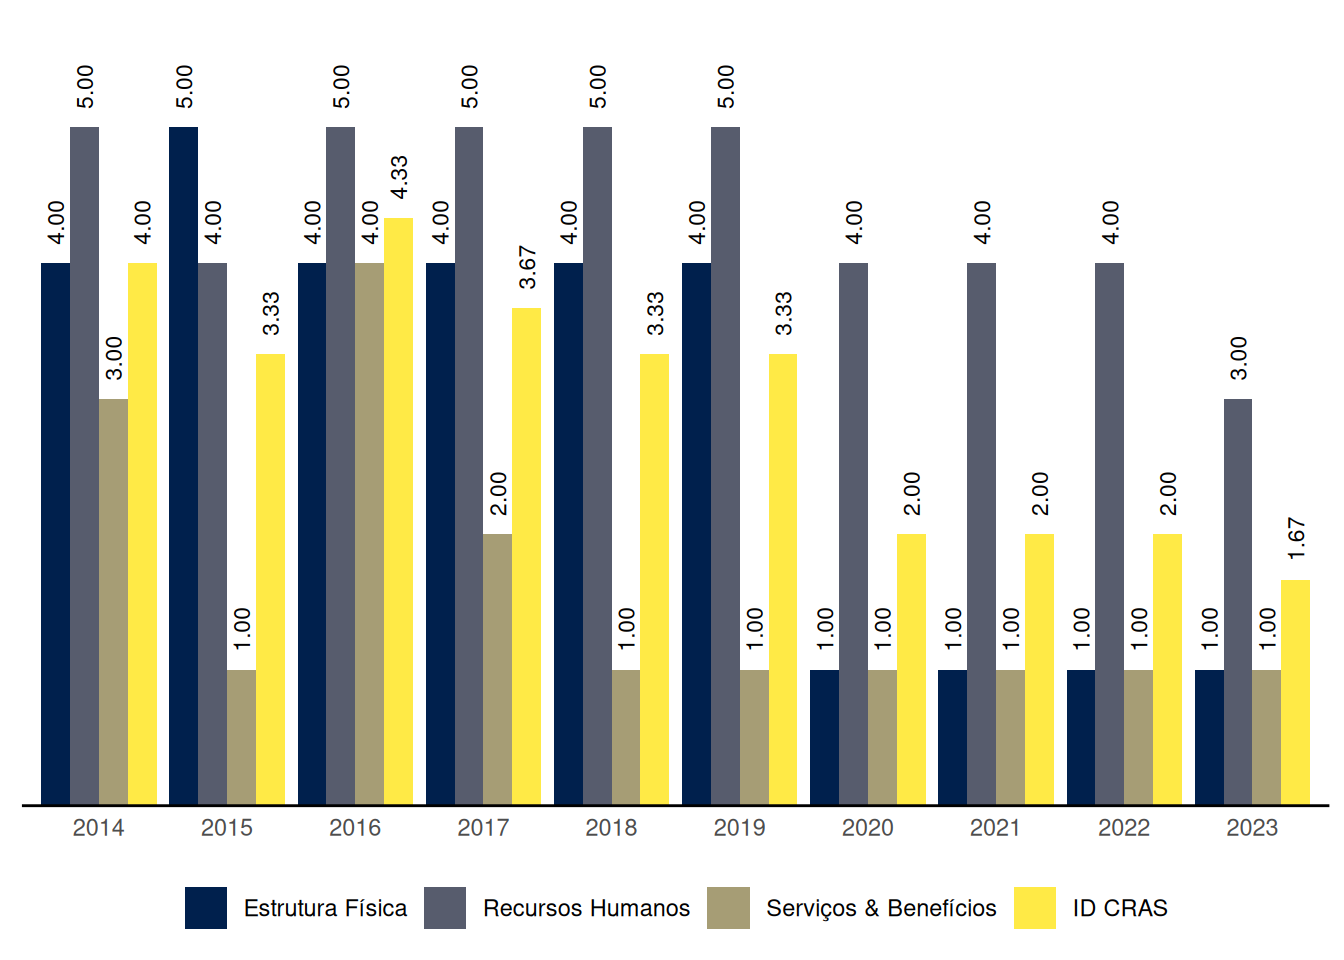 5.00 5.00 5.00 5.00 5.00 5.00
4.33
4.00 4.00 4.00 4.00 4.00 4.00 4.00 4.00 4.00 4.00 4.00
3.67
3.33 3.33 3.33
3.00 3.00
2.00 2.00 2.00 2.00
1.67
1.00 1.00 1.00 1.00 1.00 1.00 1.00 1.00 1.00 1.00 1.00
2014 2015 2016 2017 2018 2019 2020 2021 2022 2023
Estrutura Física Recursos Humanos Serviços & Benefícios ID CRAS